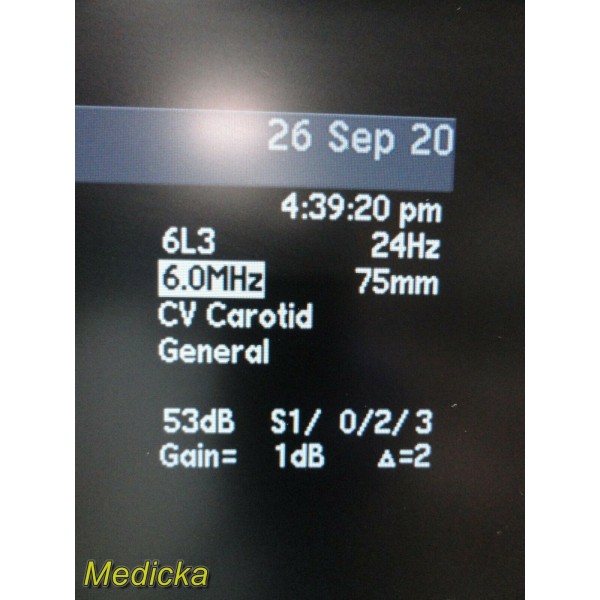 26 Sep 20
4:39:20 pm
6L3 24Hz
6.0MHz 75mm
CV Carotid
General
53dB S1/ 0/2/3
Gain= 1dB Δ=2
Medicka